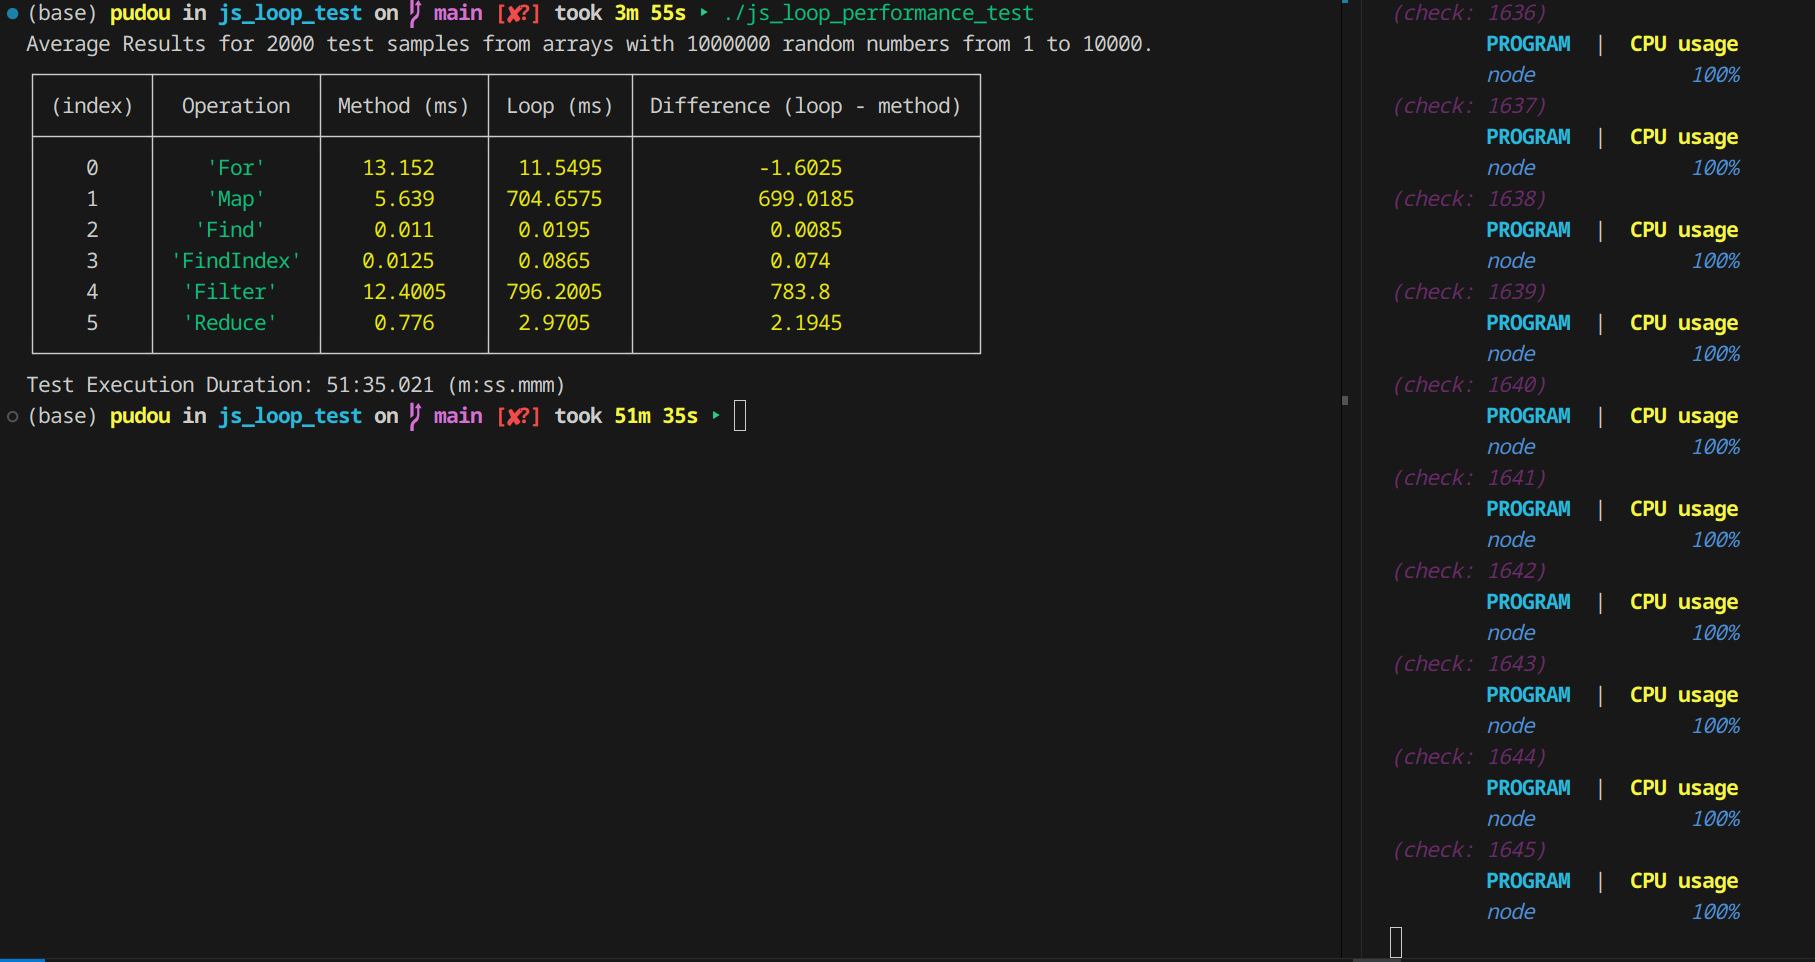 (base) pudou in js_loop_test on main [✘?] took 3m 55s ‣ ./js_loop_performance_test
Average Results for 2000 test samples from arrays with 1000000 random numbers from 1 to 10000.
(index) Operation Method (ms) Loop (ms) Difference (loop - method)
0 'For' 13.152 11.5495 -1.6025
1 'Map' 5.639 704.6575 699.0185
2 'Find' 0.011 0.0195 0.0085
3 'FindIndex' 0.0125 0.0865 0.074
4 'Filter' 12.4005 796.2005 783.8
5 'Reduce' 0.776 2.9705 2.1945
Test Execution Duration: 51:35.021 (m:ss.mmm)
(base) pudou in js_loop_test on main [✘?] took 51m 35s ‣
(check: 1636)
PROGRAM | CPU usage
node 100%
(check: 1637)
PROGRAM | CPU usage
node 100%
(check: 1638)
PROGRAM | CPU usage
node 100%
(check: 1639)
PROGRAM | CPU usage
node 100%
(check: 1640)
PROGRAM | CPU usage
node 100%
(check: 1641)
PROGRAM | CPU usage
node 100%
(check: 1642)
PROGRAM | CPU usage
node 100%
(check: 1643)
PROGRAM | CPU usage
node 100%
(check: 1644)
PROGRAM | CPU usage
node 100%
(check: 1645)
PROGRAM | CPU usage
node 100%